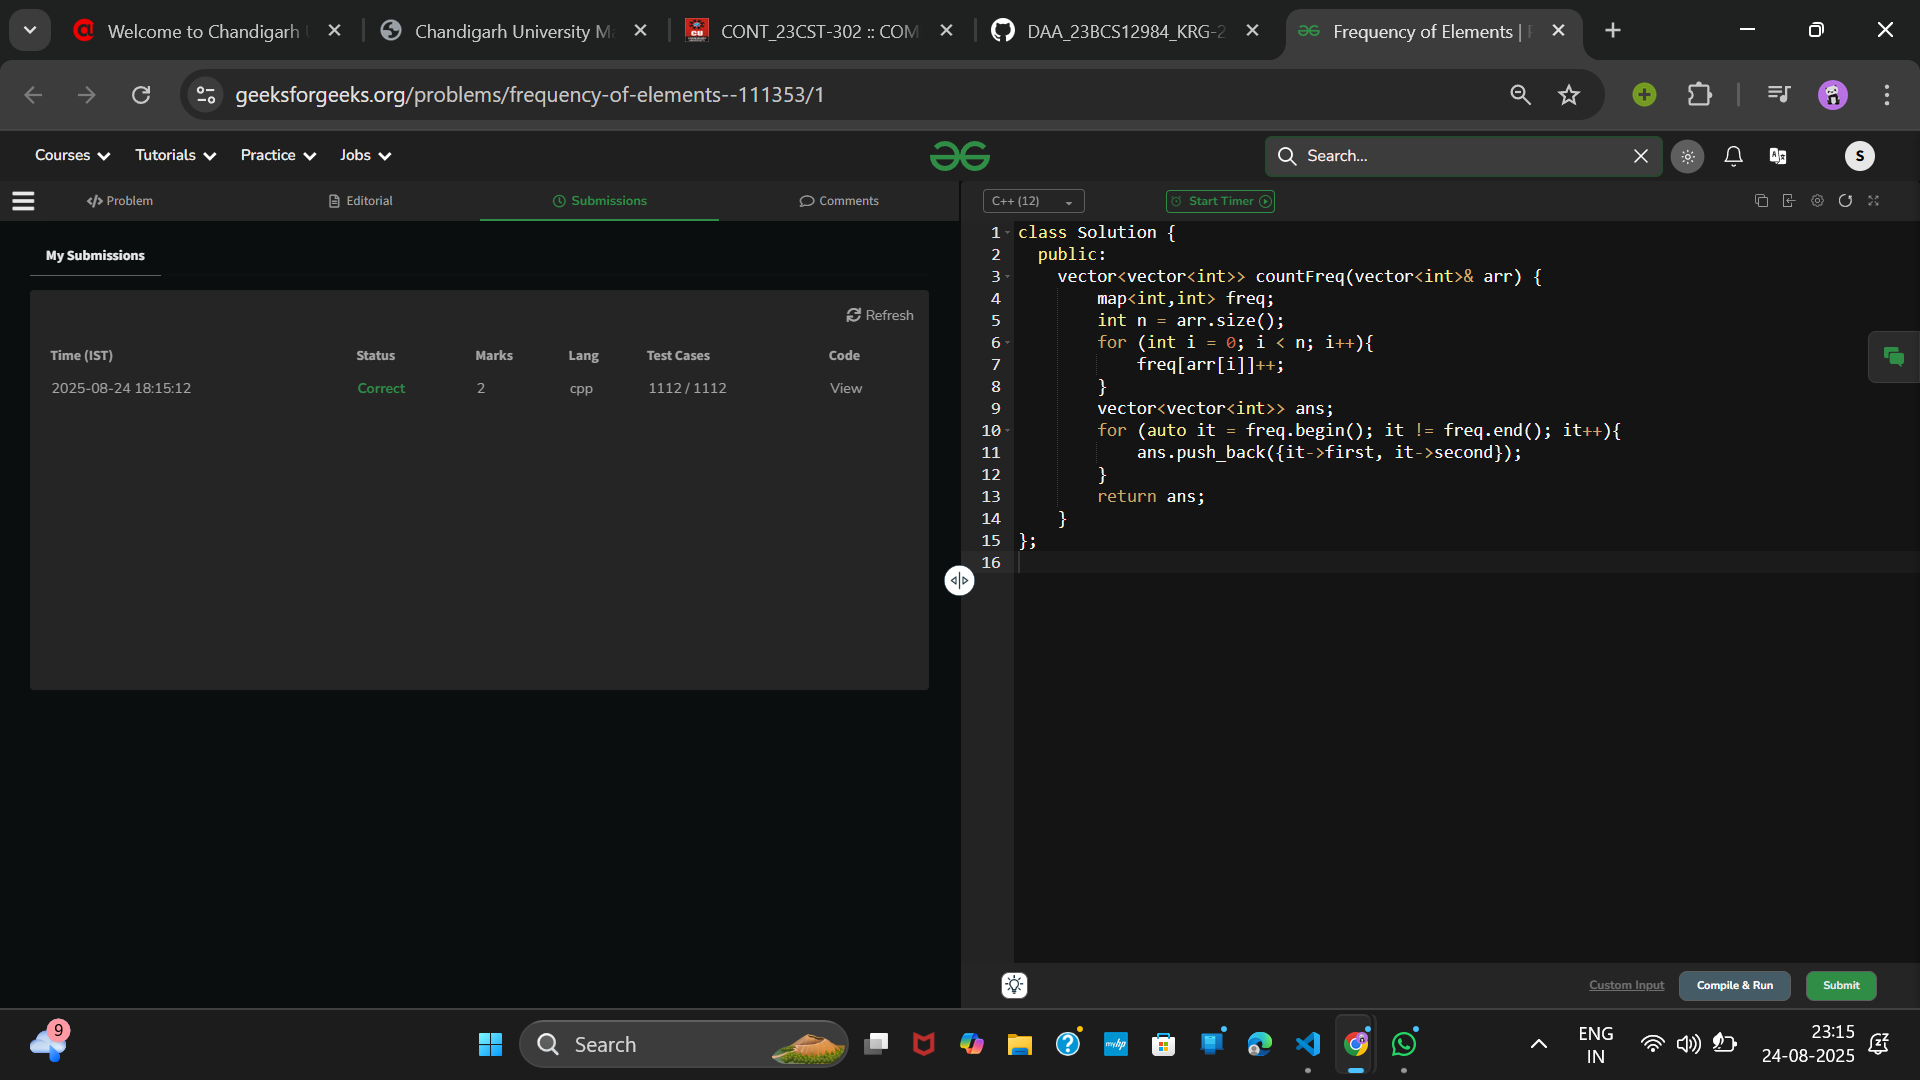 Welcome to Chandigarh
Chandigarh University M
CONT_23CST-302 :: COM
DAA_23BCS12984_KRG-2
Frequency of Elements |
geeksforgeeks.org/problems/frequency-of-elements--111353/1
Courses
Tutorials
Practice
Jobs
Search...
S
Problem
Editorial
Submissions
Comments
C++ (12)
Start Timer
My Submissions
Refresh
Time (IST) Status Marks Lang Test Cases Code
2025-08-24 18:15:12 Correct 2 cpp 1112 / 1112 View
1 class Solution {
2 public:
3 vector<vector<int>> countFreq(vector<int>& arr) {
4 map<int,int> freq;
5 int n = arr.size();
6 for (int i = 0; i < n; i++){
7 freq[arr[i]]++;
8 }
9 vector<vector<int>> ans;
10 for (auto it = freq.begin(); it != freq.end(); it++){
11 ans.push_back({it->first, it->second});
12 }
13 return ans;
14 }
15 };
16
Custom Input
Compile & Run
Submit
9
Search
myhp
ENG
IN
23:15
24-08-2025